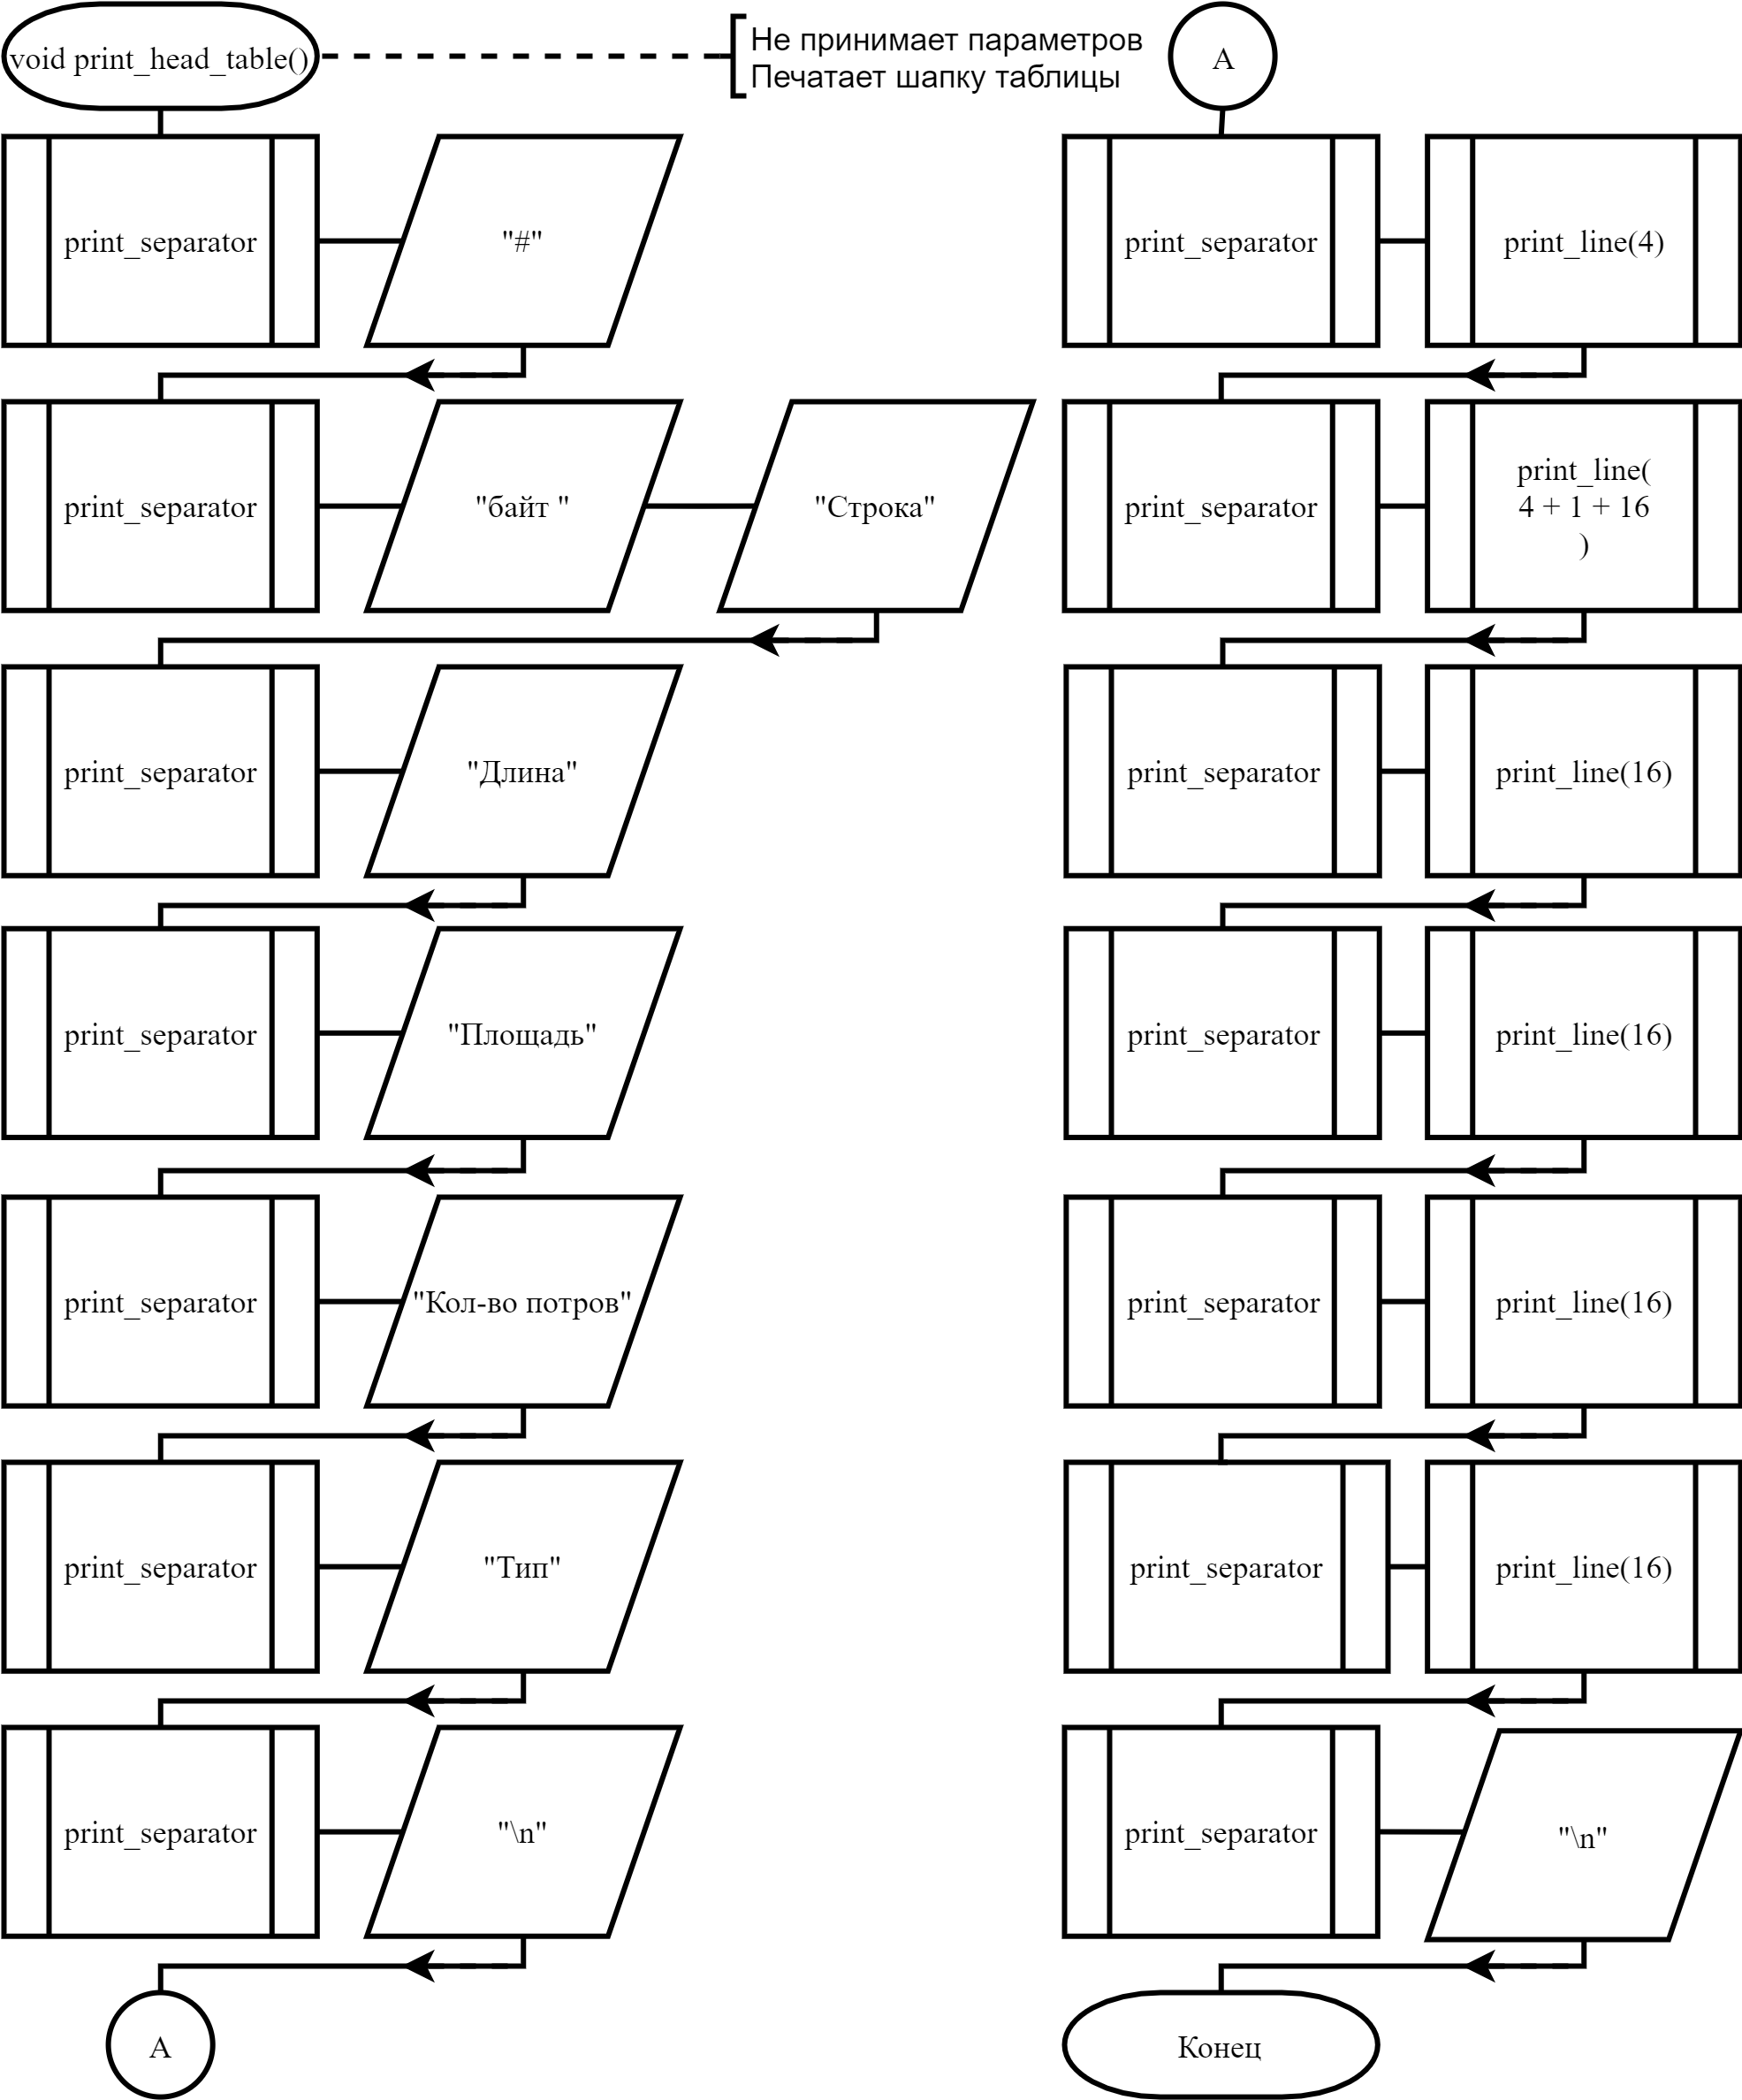 void print_head_table()
Не принимает параметров
Печатает шапку таблицы
print_separator
"#"
print_separator
"байт "
"Строка"
print_separator
"Длина"
print_separator
"Площадь"
print_separator
"Кол-во потров"
print_separator
"Тип"
print_separator
"\n"
A
A
print_separator
print_line(4)
print_separator
print_line(
4 + 1 + 16
)
print_separator
print_line(16)
print_separator
print_line(16)
print_separator
print_line(16)
print_separator
print_line(16)
print_separator
"\n"
Конец